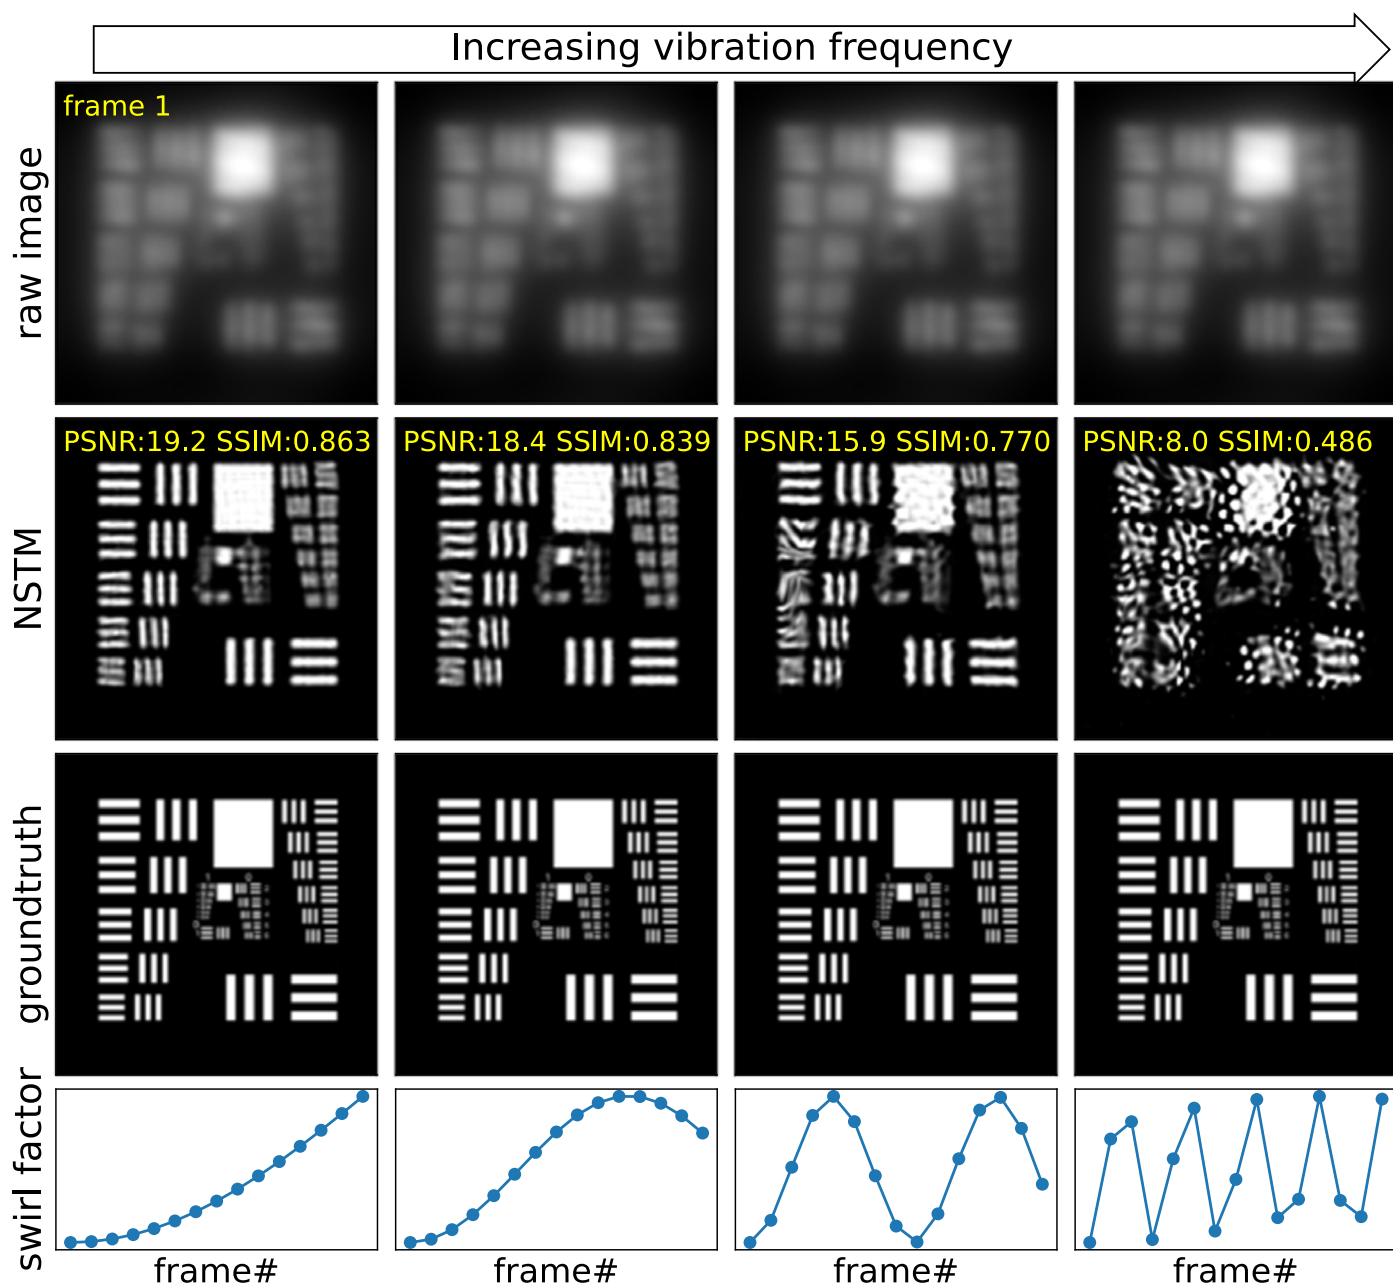 Increasing vibration frequency
raw image
frame 1
NSTM
PSNR:19.2 SSIM:0.863
PSNR:18.4 SSIM:0.839
PSNR:15.9 SSIM:0.770
PSNR:8.0 SSIM:0.486
groundtruth
swirl factor
frame#
frame#
frame#
frame#